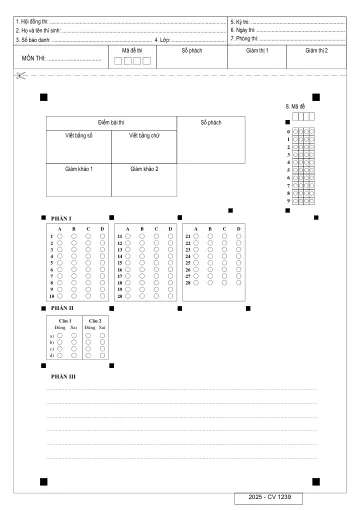 1. Hội đồng thi: ............................................................
5. Kỳ thi: ............................................
2. Họ và tên thí sinh: ............................................................
6. Ngày thi: ............................................
3. Số báo danh: ........................................ 4. Lớp: ....................
7. Phòng thi: ............................................
MÔN THI: ..............................
Mã đề thi
Số phách
Giám thị 1
Giám thị 2
8. Mã đề
Điểm bài thi
Số phách
Viết bằng số
Viết bằng chữ
Giám khảo 1
Giám khảo 2
0
1
2
3
4
5
6
7
8
9
PHẦN I
A B C D A B C D A B C D
1 11 21
2 12 22
3 13 23
4 14 24
5 15 25
6 16 26
7 17 27
8 18 28
9 19
10 20
PHẦN II
Câu 1 Câu 2
Đúng Sai Đúng Sai
a)
b)
c)
d)
PHẦN III
2025 - CV 1239